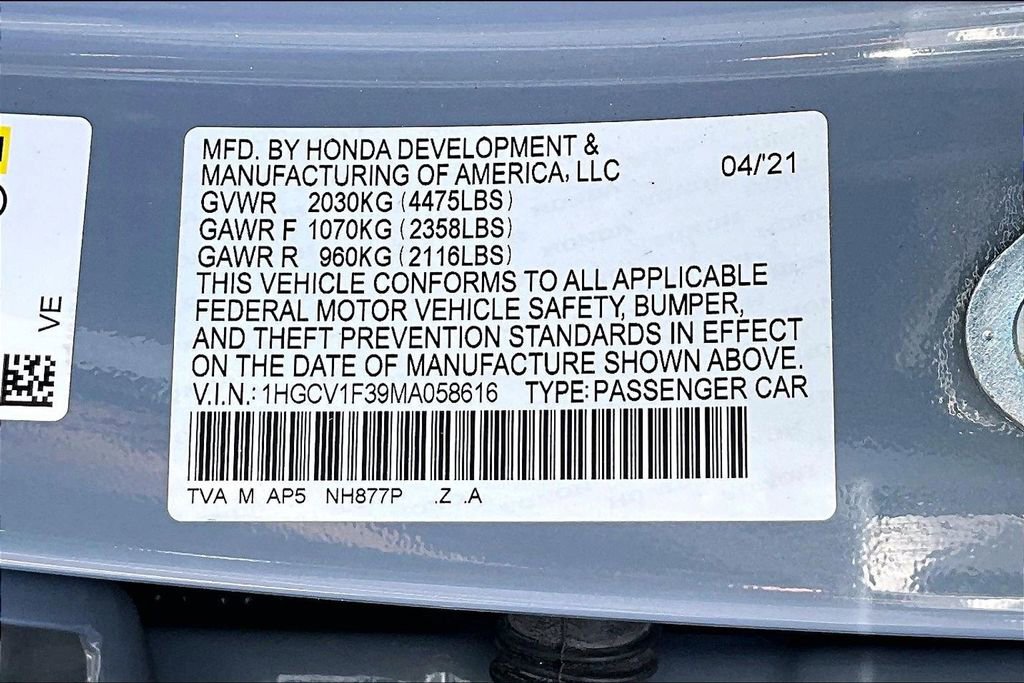 MFD. BY HONDA DEVELOPMENT &
MANUFACTURING OF AMERICA, LLC 04/'21
GVWR 2030KG (4475LBS)
GAWR F 1070KG (2358LBS)
GAWR R 960KG (2116LBS)
THIS VEHICLE CONFORMS TO ALL APPLICABLE
FEDERAL MOTOR VEHICLE SAFETY, BUMPER,
AND THEFT PREVENTION STANDARDS IN EFFECT
ON THE DATE OF MANUFACTURE SHOWN ABOVE.
V.I.N.: 1HGCV1F39MA058616 TYPE: PASSENGER CAR
TVA M AP5 NH877P .Z .A
VE